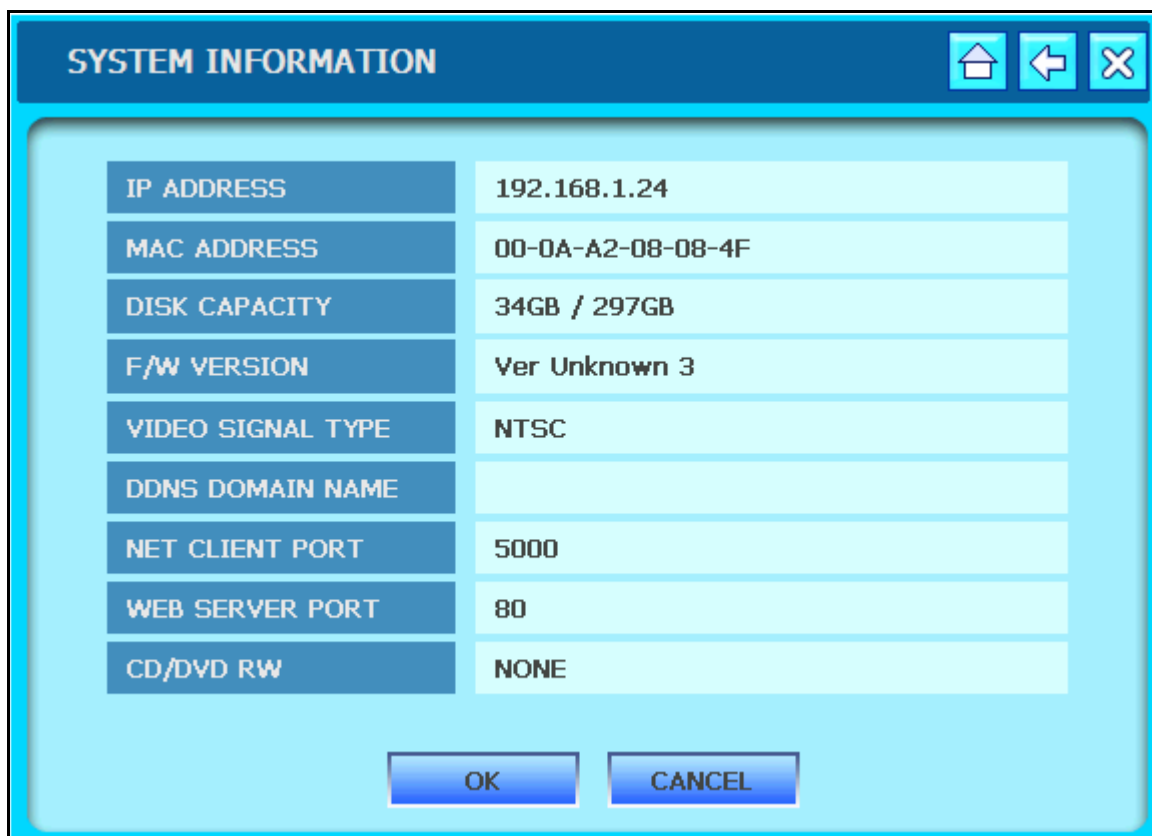 SYSTEM INFORMATION
IP ADDRESS 192.168.1.24
MAC ADDRESS 00-0A-A2-08-08-4F
DISK CAPACITY 34GB / 297GB
F/W VERSION Ver Unknown 3
VIDEO SIGNAL TYPE NTSC
DDNS DOMAIN NAME
NET CLIENT PORT 5000
WEB SERVER PORT 80
CD/DVD RW NONE
OK CANCEL